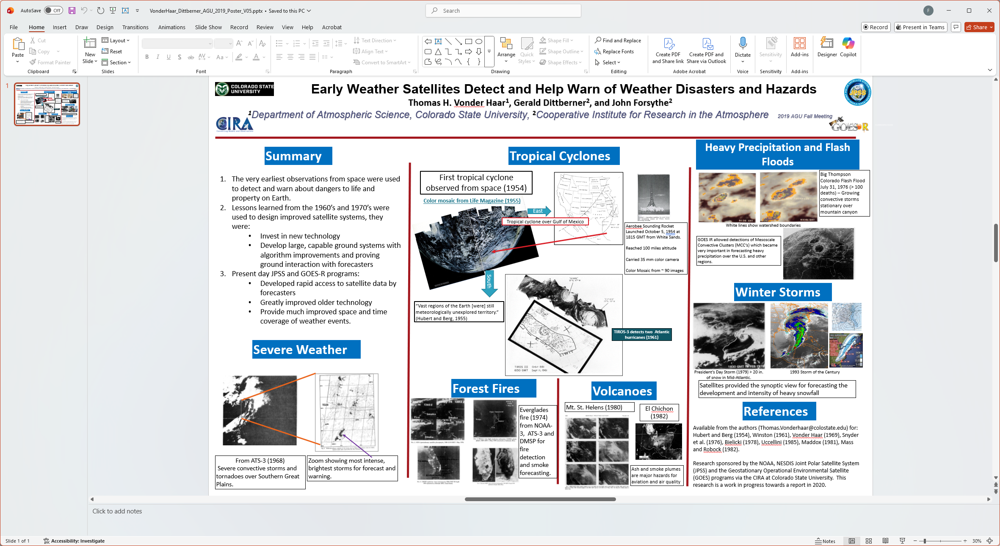 AutoSave Off VonderHaar_Dittberner_AGU_2019_Poster_V05.pptx • Saved to this PC Search F
File Home Insert Draw Design Transitions Animations Slide Show Record Review View Help Acrobat Record Present in Teams Share
Paste Cut Copy Format Painter Clipboard
New Slide Layout Reset Section Slides
B I U S ab AV Aa A Font
Text Direction Align Text Convert to SmartArt Paragraph
Arrange Quick Styles Shape Fill Shape Outline Shape Effects Drawing
Find and Replace Replace Fonts Select Editing
Create PDF and Share link Create PDF and Share via Outlook Adobe Acrobat
Dictate Voice
Sensitivity Sensitivity
Add-ins Add-ins
Designer Copilot
1
COLORADO STATE
UNIVERSITY
Early Weather Satellites Detect and Help Warn of Weather Disasters and Hazards
Thomas H. Vonder Haar¹, Gerald Dittberner², and John Forsythe²
¹Department of Atmospheric Science, Colorado State University, ²Cooperative Institute for Research in the Atmosphere
2019 AGU Fall Meeting
CIRA
Connecting Models and Observations
JPSS
GOES-R
Summary
1. The very earliest observations from space were used
to detect and warn about dangers to life and
property on Earth.
2. Lessons learned from the 1960’s and 1970’s were
used to design improved satellite systems, they
were:
• Invest in new technology
• Develop large, capable ground systems with
algorithm improvements and proving
ground interaction with forecasters
3. Present day JPSS and GOES-R programs:
• Developed rapid access to satellite data by
forecasters
• Greatly improved older technology
• Provide much improved space and time
coverage of weather events.
Severe Weather
From ATS-3 (1968)
Severe convective storms and
tornadoes over Southern Great
Plains.
Zoom showing most intense,
brightest storms for forecast and
warning.
Tropical Cyclones
First tropical cyclone
observed from space (1954)
Color mosaic from Life Magazine (1955)
East
Tropical cyclone over Gulf of Mexico
South
Aerobee Sounding Rocket
Launched October 5, 1954 at
1815 GMT from White Sands.
Reached 100 miles altitude
Carried 35 mm color camera
Color Mosaic from ~ 90 images
“Vast regions of the Earth [were] still
meteorologically unexplored territory.”
(Hubert and Berg, 1955)
TIROS-3 detects two Atlantic
hurricanes (1961)
LIMIT
TIROS III Orbit 881
1830 GMT Sept 11, 1961
Forest Fires
Everglades
fire (1974)
from NOAA-
3, ATS-3 and
DMSP for
fire
detection
and smoke
forecasting.
Volcanoes
Mt. St. Helens (1980)
El Chichon
(1982)
Ash and smoke plumes
are major hazards for
aviation and air quality
Heavy Precipitation and Flash
Floods
Big Thompson
Colorado Flash Flood
July 31, 1976 (> 100
deaths) – Growing
convective storms
stationary over
mountain canyon
White lines show watershed boundaries
GOES IR allowed detections of Mesoscale
Convective Clusters (MCC’s) which became
very important in forecasting heavy
precipitation over the U.S. and other
regions.
Winter Storms
President’s Day Storm (1979) > 20 in.
of snow in Mid-Atlantic.
1993 Storm of the Century
Satellites provided the synoptic view for forecasting the
development and intensity of heavy snowfall
References
Available from the authors (Thomas.Vonderhaar@colostate.edu) for:
Hubert and Berg (1954), Winston (1961), Vonder Haar (1969), Snyder
et al. (1976), Bielicki (1978), Uccellini (1985), Maddox (1981), Mass
and Robock (1982).
Research sponsored by the NOAA, NESDIS Joint Polar Satellite System
(JPSS) and the Geostationary Operational Environmental Satellite
(GOES) programs via the CIRA at Colorado State University. This
research is a work in progress towards a report in 2020.
Click to add notes
Slide 1 of 1 Accessibility: Investigate Notes 30%